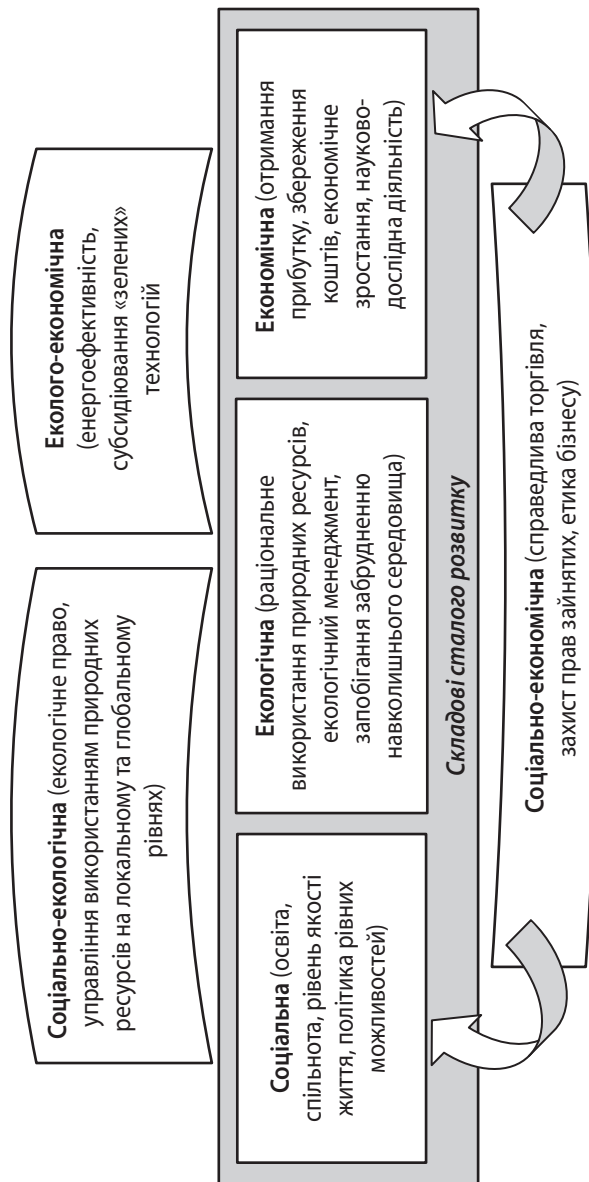 Соціально-екологічна (екологічне право,
управління використанням природних
ресурсів на локальному та глобальному
рівнях)
Еколого-економічна
(енергоефективність,
субсидіювання «зелених»
технологій
Соціальна (освіта,
спільнота, рівень якості
життя, політика рівних
можливостей)
Екологічна (раціональне
використання природних ресурсів,
екологічний менеджмент,
запобігання забрудненню
навколишнього середовища)
Економічна (отримання
прибутку, збереження
коштів, економічне
зростання, науково-
дослідна діяльність)
Складові сталого розвитку
Соціально-економічна (справедлива торгівля,
захист прав зайнятих, етика бізнесу)